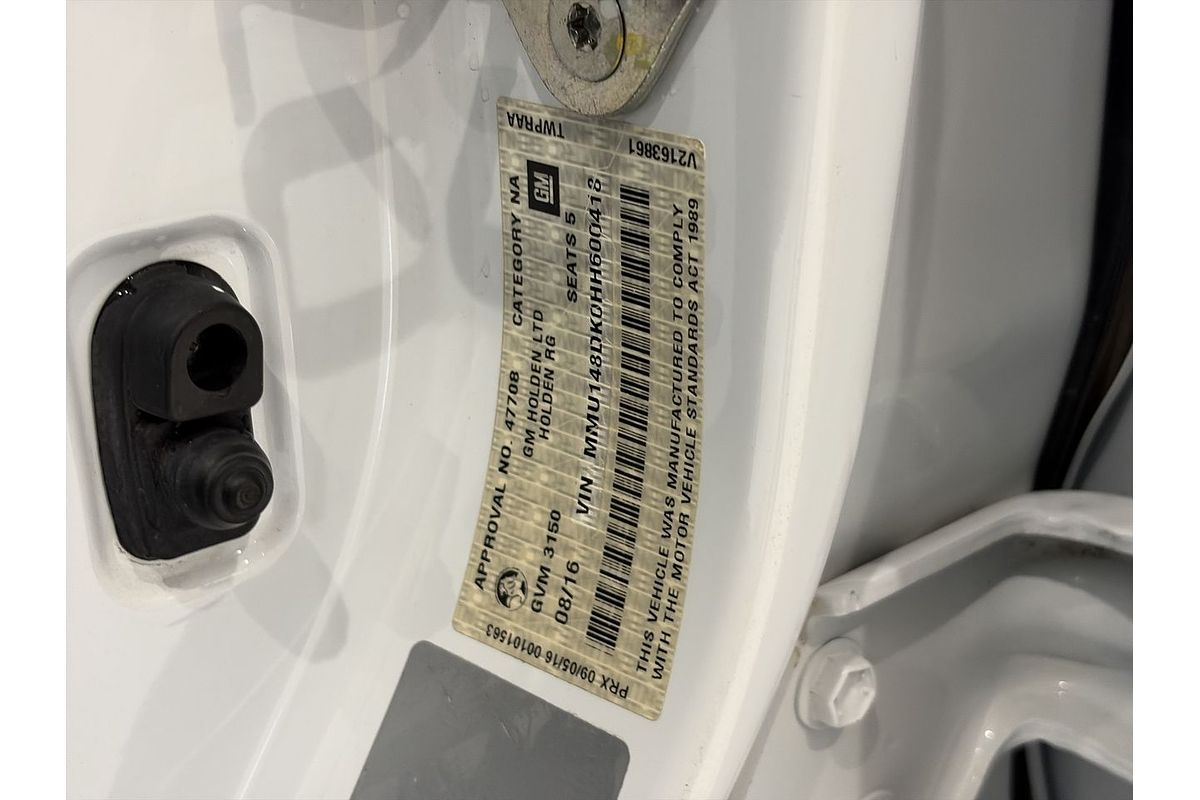 APPROVAL NO. 47708 CATEGORY NA
GM HOLDEN LTD
GM
GVM 3150 HOLDEN RG
08/16 SEATS 5
VIN MMU148DK0HH600418
THIS VEHICLE WAS MANUFACTURED TO COMPLY
WITH THE MOTOR VEHICLE STANDARDS ACT 1989
TWPRAA
V2163861
PRX 09/05/16 00101563